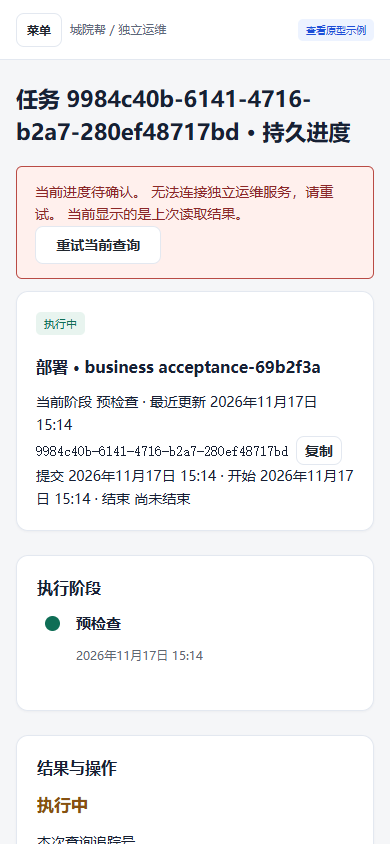 菜单 城院帮 / 独立运维 查看原型示例
任务 9984c40b-6141-4716-
b2a7-280ef48717bd • 持久进度
当前进度待确认。 无法连接独立运维服务，请重
试。 当前显示的是上次读取结果。
重试当前查询
执行中
部署 • business acceptance-69b2f3a
当前阶段 预检查 · 最近更新 2026年11月17日
15:14
9984c40b-6141-4716-b2a7-280ef48717bd 复制
提交 2026年11月17日 15:14 · 开始 2026年11月17
日 15:14 · 结束 尚未结束
执行阶段
预检查
2026年11月17日 15:14
结果与操作
执行中
本次查询追踪号